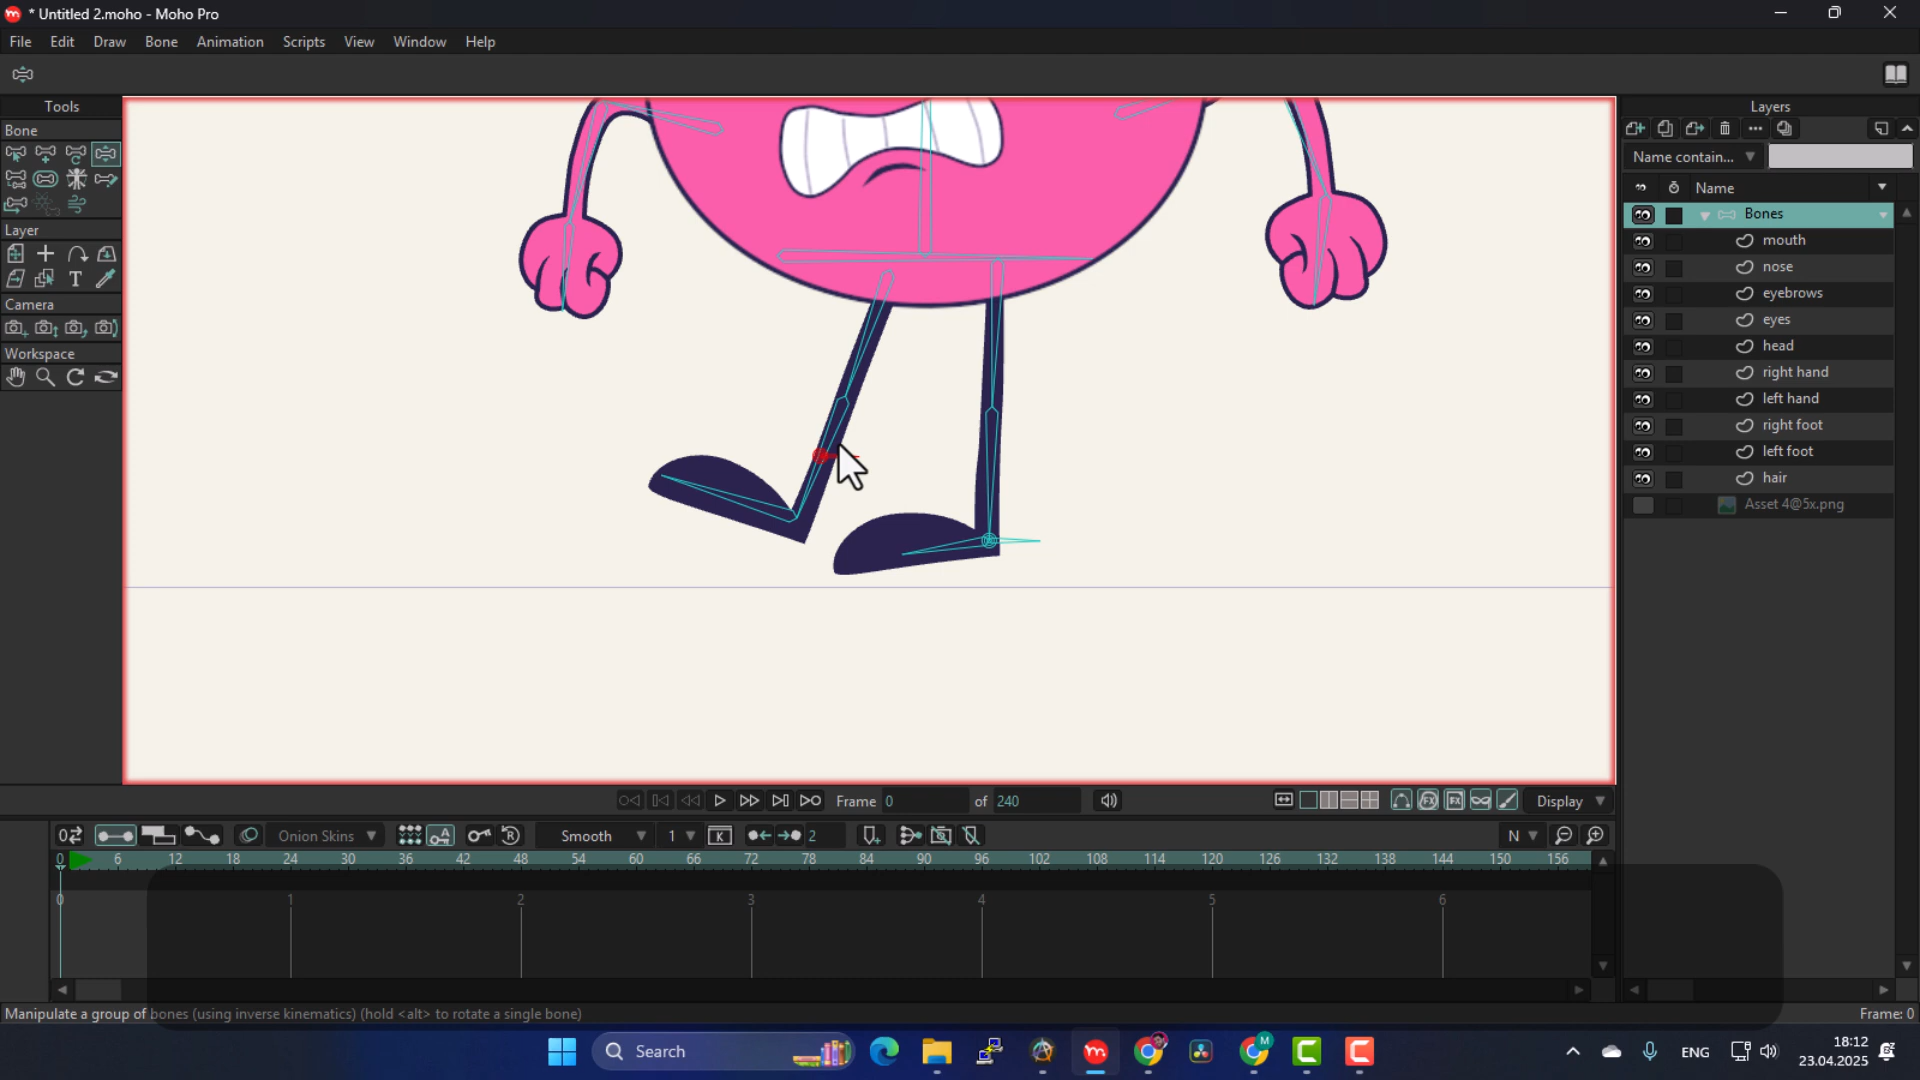 * Untitled 2.moho - Moho Pro
File Edit Draw Bone Animation Scripts View Window Help
Tools
Bone
Layer
T
Camera
Workspace
Layers
Name contain...
Name
Bones
mouth
nose
eyebrows
eyes
head
right hand
left hand
right foot
left foot
hair
Asset 4@5x.png
Frame 0 of 240
Display
Onion Skins
Smooth
1
K
2
N
0 6 12 18 24 30 36 42 48 54 60 66 72 78 84 90 96 102 108 114 120 126 132 138 144 150 156
0 1 2 3 4 5 6
Manipulate a group of bones (using inverse kinematics) (hold <alt> to rotate a single bone)
Frame: 0
Search
ENG
18:12
23.04.2025